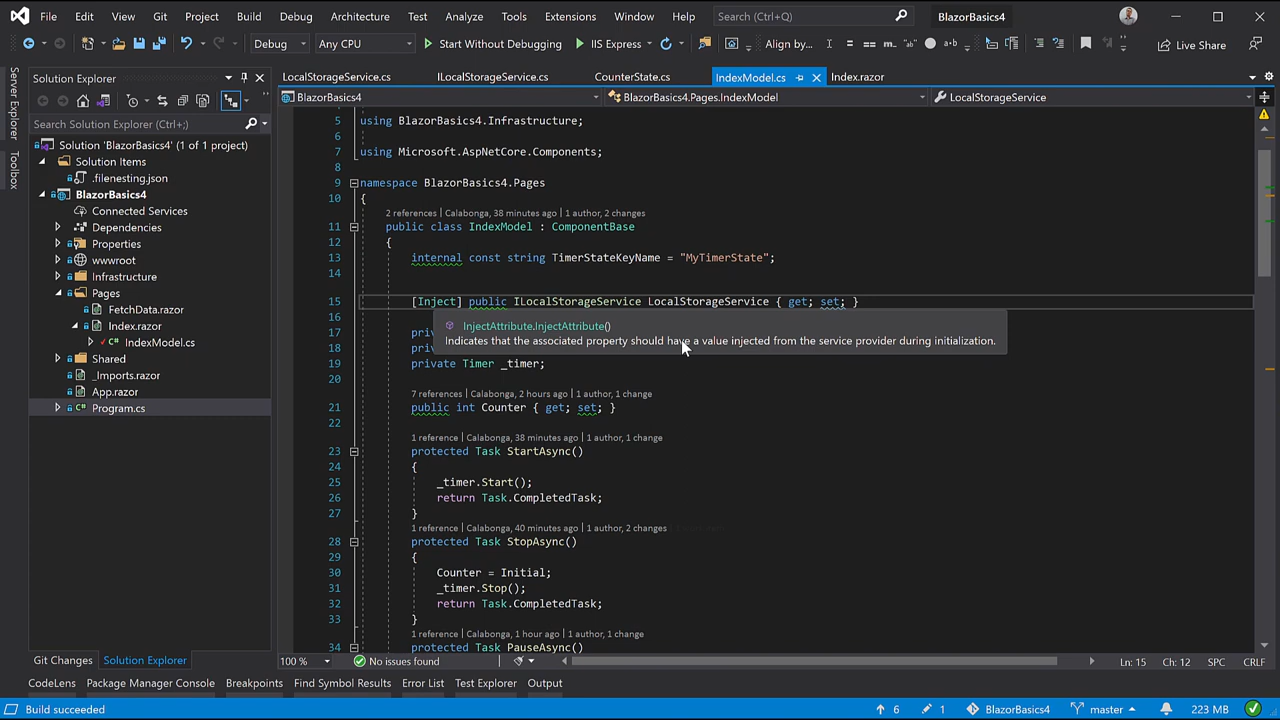 File Edit View Git Project Build Debug Architecture Test Analyze Tools Extensions Window Help Search (Ctrl+Q) BlazorBasics4
Debug Any CPU Start Without Debugging IIS Express Align by... Live Share
Server Explorer
Toolbox
Solution Explorer
Search Solution Explorer (Ctrl+;)
Solution 'BlazorBasics4' (1 of 1 project)
Solution Items
.filenesting.json
BlazorBasics4
Connected Services
Dependencies
Properties
wwwroot
Infrastructure
Pages
FetchData.razor
Index.razor
IndexModel.cs
Shared
_Imports.razor
App.razor
Program.cs
Git Changes Solution Explorer
LocalStorageService.cs ILocalStorageService.cs CounterState.cs IndexModel.cs Index.razor
BlazorBasics4 BlazorBasics4.Pages.IndexModel LocalStorageService
5 using BlazorBasics4.Infrastructure;
6
7 using Microsoft.AspNetCore.Components;
8
9 namespace BlazorBasics4.Pages
10 {
2 references | Calabonga, 38 minutes ago | 1 author, 2 changes
11 public class IndexModel : ComponentBase
12 {
13 internal const string TimerStateKeyName = "MyTimerState";
14
15 [Inject] public ILocalStorageService LocalStorageService { get; set; }
16
InjectAttribute.InjectAttribute()
17 pri
Indicates that the associated property should have a value injected from the service provider during initialization.
18 pri
19 private Timer _timer;
20
7 references | Calabonga, 2 hours ago | 1 author, 1 change
21 public int Counter { get; set; }
22
1 reference | Calabonga, 38 minutes ago | 1 author, 1 change
23 protected Task StartAsync()
24 {
25 _timer.Start();
26 return Task.CompletedTask;
27 }
1 reference | Calabonga, 40 minutes ago | 1 author, 2 changes
28 protected Task StopAsync()
29 {
30 Counter = Initial;
31 _timer.Stop();
32 return Task.CompletedTask;
33 }
1 reference | Calabonga, 1 hour ago | 1 author, 1 change
34 protected Task PauseAsync()
100 % No issues found Ln: 15 Ch: 12 SPC CRLF
CodeLens Package Manager Console Breakpoints Find Symbol Results Error List Test Explorer Output
Build succeeded 6 1 BlazorBasics4 master 223 MB